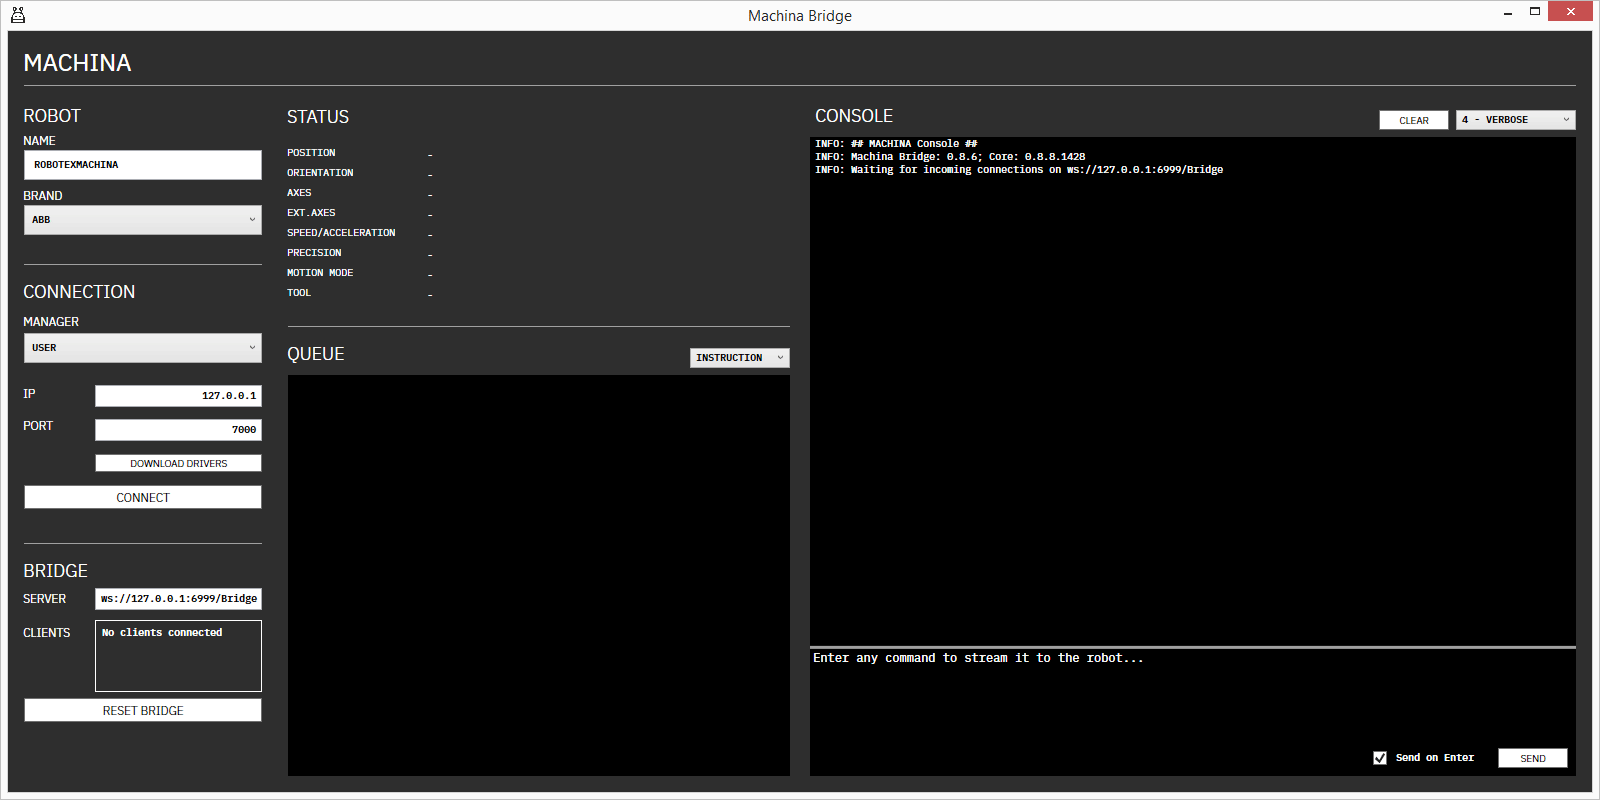 Machina Bridge
MACHINA
ROBOT
NAME
ROBOTEXMACHINA
BRAND
ABB
CONNECTION
MANAGER
USER
IP
127.0.0.1
PORT
7000
DOWNLOAD DRIVERS
CONNECT
BRIDGE
SERVER
ws://127.0.0.1:6999/Bridge
CLIENTS
No clients connected
RESET BRIDGE
STATUS
POSITION -
ORIENTATION -
AXES -
EXT.AXES -
SPEED/ACCELERATION -
PRECISION -
MOTION MODE -
TOOL -
QUEUE
INSTRUCTION
CONSOLE
CLEAR
4 - VERBOSE
INFO: ## MACHINA Console ##
INFO: Machina Bridge: 0.8.6; Core: 0.8.8.1428
INFO: Waiting for incoming connections on ws://127.0.0.1:6999/Bridge
Enter any command to stream it to the robot...
Send on Enter
SEND